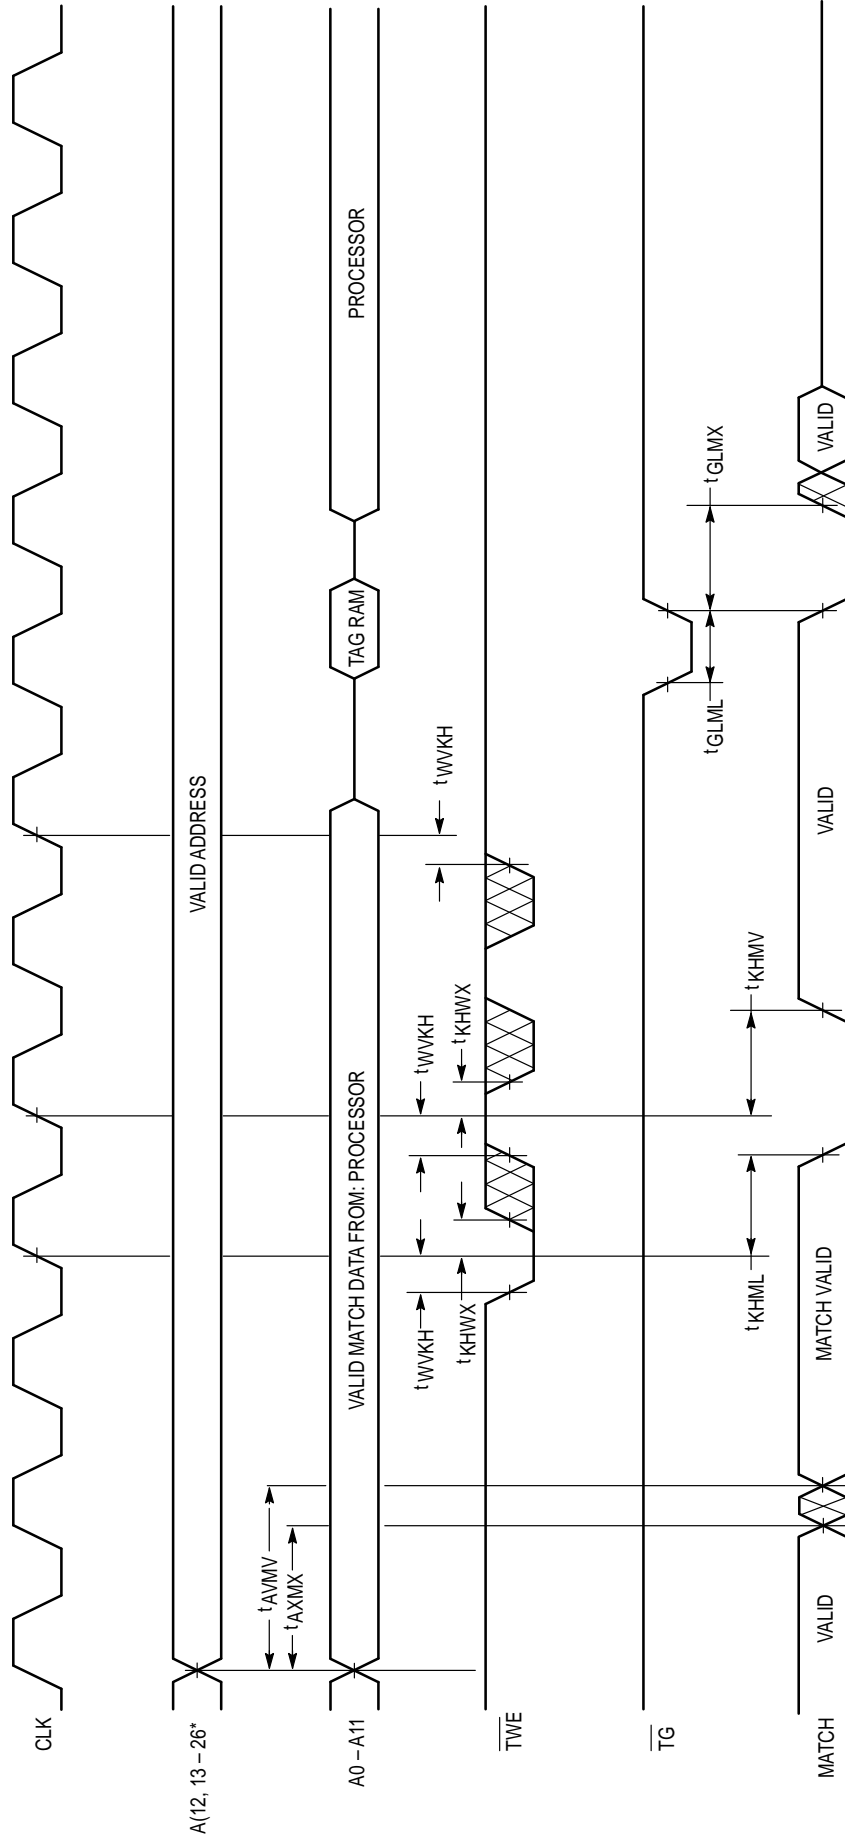 CLK
A(12, 13 – 26*
VALID ADDRESS
A0 – A11
VALID MATCH DATA FROM: PROCESSOR
TAG RAM
PROCESSOR
tAVMV
tAXMX
TWE
tWVKH
tKHWX
tWVKH
tKHWX
tWVKH
TG
tGLML
tGLMX
tKHML
tKHMV
MATCH
VALID
MATCH VALID
VALID
VALID